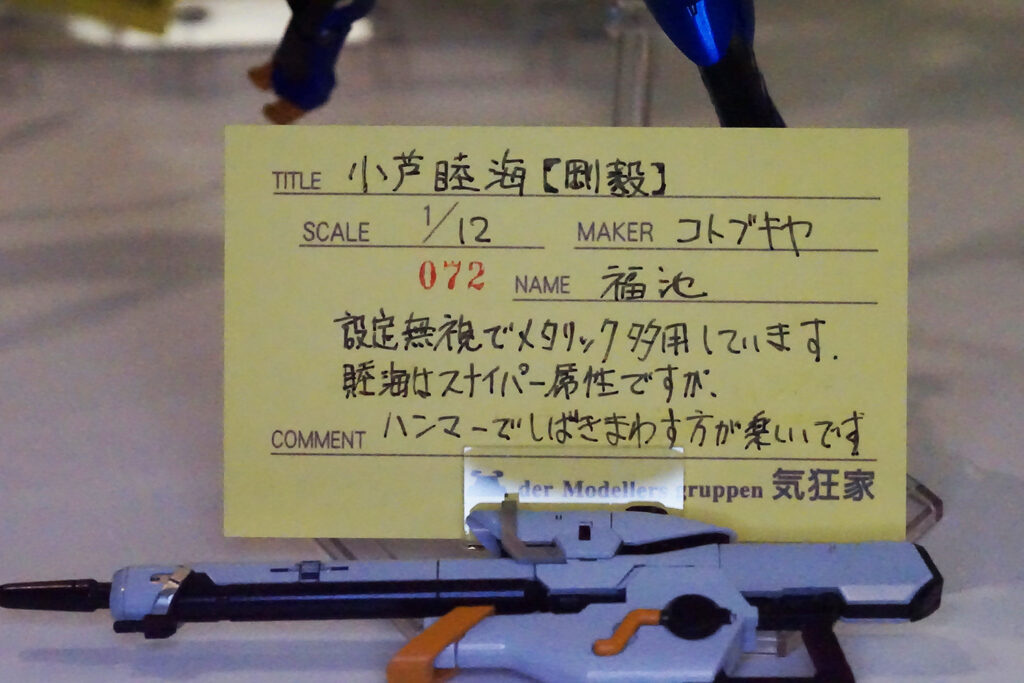 TITLE 小芦睦海【剛毅】
SCALE 1/12 MAKER コトブキヤ
072 NAME 福池
設定無視でメタリック多用しています.
睦海はスナイパー属性ですが、
COMMENT ハンマーでしばきまわす方が楽しいです
der Modellers gruppen 気狂家